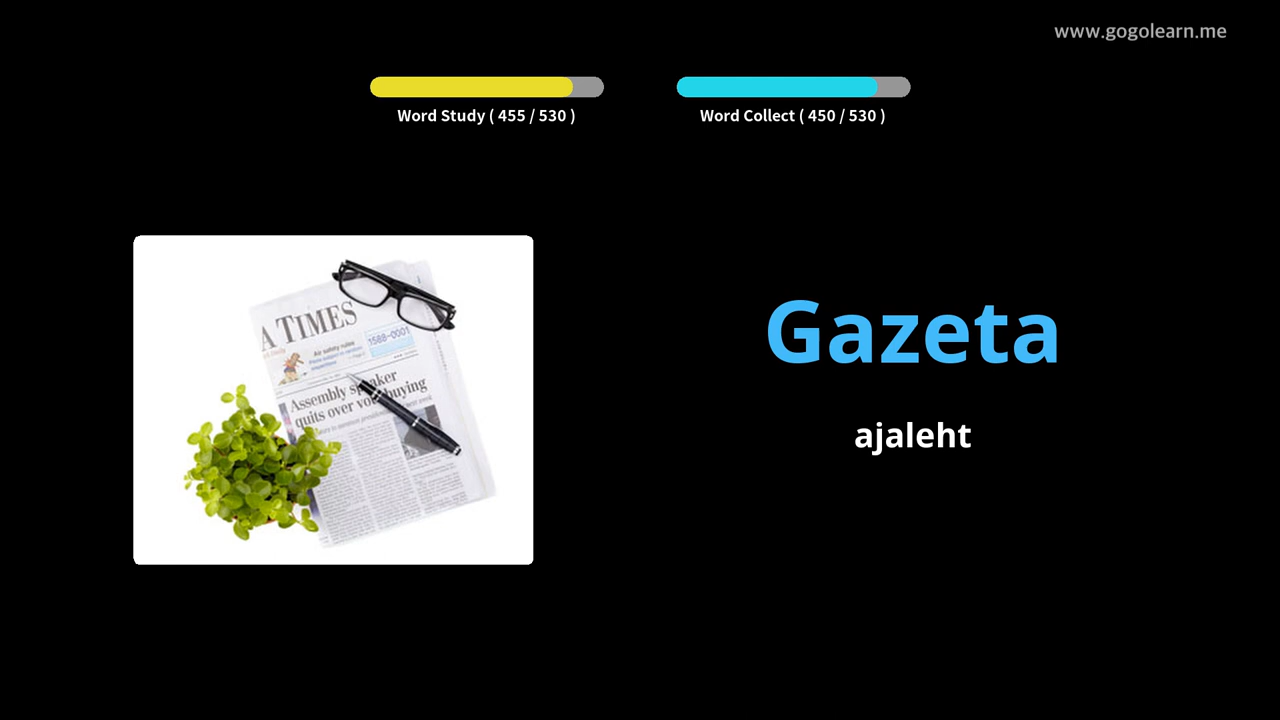 www.gogolearn.me
Word Study ( 455 / 530 )
Word Collect ( 450 / 530 )
A TIMES
Air safety rules
1588-0001
Assembly speaker
quits over vote buying
Gazeta
ajaleht